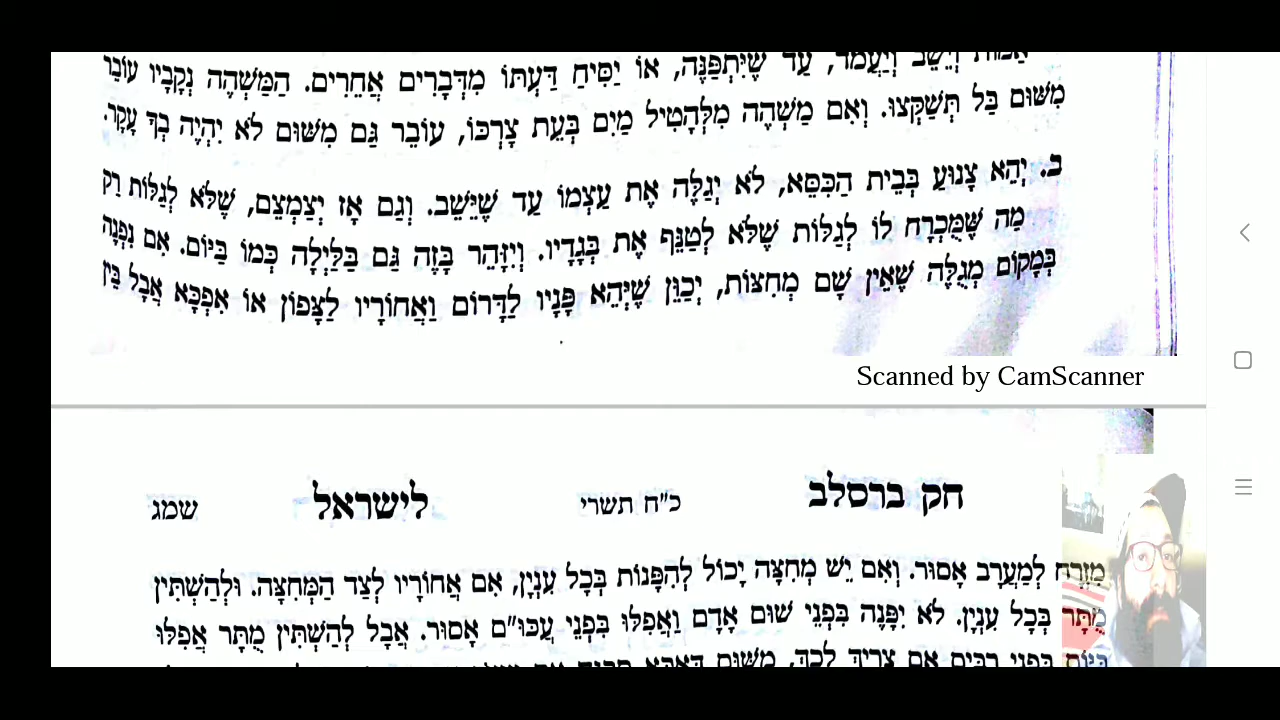 אַמּוֹת וְיֵשֵׁב וְיַעֲמֹד, עַד שֶׁיִּתְפַּנֶּה, אוֹ יַסִּיחַ דַּעְתּוֹ מִדְּבָרִים אֲחֵרִים. הַמַּשְׁהֶה נְקָבָיו עוֹבֵר
מִשּׁוּם בַּל תְּשַׁקְּצוּ. וְאִם מַשְׁהֶה מִלְּהָטִיל מַיִם בְּעֵת צָרְכּוֹ, עוֹבֵר גַּם מִשּׁוּם לֹא יִהְיֶה בְךָ עָקָר.
ב. יְהֵא צָנוּעַ בְּבֵית הַכִּסֵּא, לֹא יְגַלֶּה אֶת עַצְמוֹ עַד שֶׁיֵּשֵׁב. וְגַם אָז יְצַמְצֵם, שֶׁלֹּא לְגַלּוֹת רַק
מַה שֶּׁמֻּכְרָח לוֹ לְגַלּוֹת שֶׁלֹּא לְטַנֵּף אֶת בְּגָדָיו. וְיִזָּהֵר בָּזֶה גַּם בַּלַּיְלָה כְּמוֹ בַּיּוֹם. אִם נִפְנֶה
בְּמָקוֹם מְגֻלֶּה שֶׁאֵין שָׁם מְחִצּוֹת, יְכַוֵּן שֶׁיְּהֵא פָּנָיו לַדָּרוֹם וַאֲחוֹרָיו לַצָּפוֹן אוֹ אִפְּכָא אֲבָל בֵּין
Scanned by CamScanner
חק ברסלב כ"ח תשרי לישראל שמג
מִזְרָח לְמַעֲרָב אָסוּר. וְאִם יֵשׁ מְחִצָּה יָכוֹל לְהִפָּנוֹת בְּכָל עִנְיָן, אִם אֲחוֹרָיו לְצַד הַמְּחִצָּה. וּלְהַשְׁתִּין
מֻתָּר בְּכָל עִנְיָן. לֹא יִפָּנֶה בִּפְנֵי שׁוּם אָדָם וַאֲפִלּוּ בִּפְנֵי עַכּוּ"ם אָסוּר. אֲבָל לְהַשְׁתִּין מֻתָּר אֲפִלּוּ
בַּיּוֹם בִּפְנֵי רַבִּים אִם צָרִיךְ לְכָךְ, מִשּׁוּם דְּאִכָּא סַכָּנָה